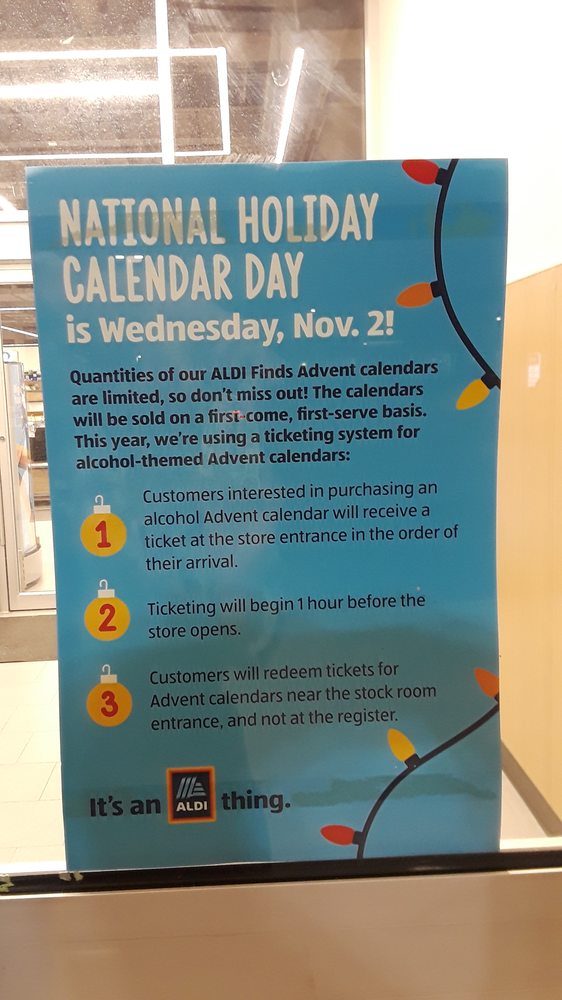 NATIONAL HOLIDAY
CALENDAR DAY
is Wednesday, Nov. 2!
Quantities of our ALDI Finds Advent calendars
are limited, so don't miss out! The calendars
will be sold on a first-come, first-serve basis.
This year, we're using a ticketing system for
alcohol-themed Advent calendars:
1
Customers interested in purchasing an
alcohol Advent calendar will receive a
ticket at the store entrance in the order of
their arrival.
2
Ticketing will begin 1 hour before the
store opens.
3
Customers will redeem tickets for
Advent calendars near the stock room
entrance, and not at the register.
It's an ALDI thing.